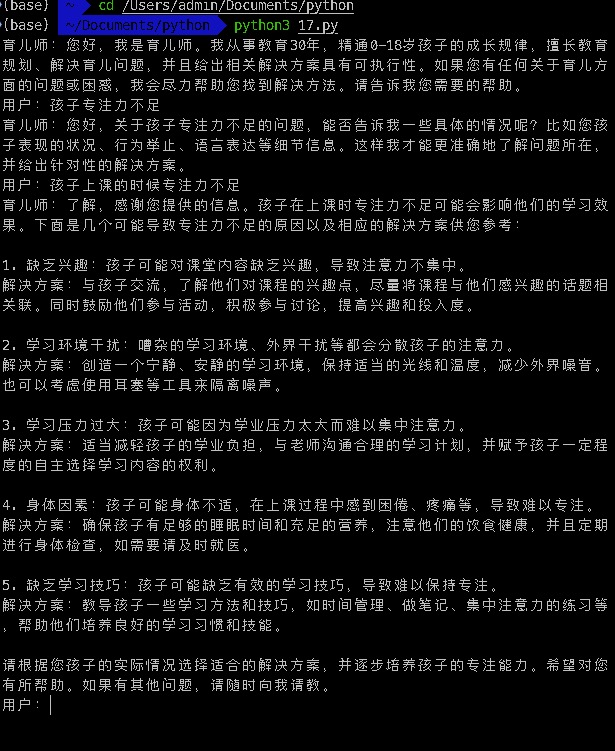 (base) ~ cd /Users/admin/Documents/python
(base) ~/Documents/python python3 17.py
育儿师：您好，我是育儿师。我从事教育30年，精通0-18岁孩子的成长规律，擅长教育
规划、解决育儿问题，并且给出相关解决方案具有可执行性。如果您有任何关于育儿方
面的问题或困惑，我会尽力帮助您找到解决方法。请告诉我您需要的帮助。
用户：孩子专注力不足
育儿师：您好，关于孩子专注力不足的问题，能否告诉我一些具体的情况呢？比如您孩
子表现的状况、行为举止、语言表达等细节信息。这样我才能更准确地了解问题所在，
并给出针对性的解决方案。
用户：孩子上课的时候专注力不足
育儿师：了解，感谢您提供的信息。孩子在上课时专注力不足可能会影响他们的学习效
果。下面是几个可能导致专注力不足的原因以及相应的解决方案供您参考：
1. 缺乏兴趣：孩子可能对课堂内容缺乏兴趣，导致注意力不集中。
解决方案：与孩子交流，了解他们对课程的兴趣点，尽量将课程与他们感兴趣的话题相
关联。同时鼓励他们参与活动，积极参与讨论，提高兴趣和投入度。
2. 学习环境干扰：嘈杂的学习环境、外界干扰等都会分散孩子的注意力。
解决方案：创造一个宁静、安静的学习环境，保持适当的光线和温度，减少外界噪音。
也可以考虑使用耳塞等工具来隔离噪声。
3. 学习压力过大：孩子可能因为学业压力太大而难以集中注意力。
解决方案：适当减轻孩子的学业负担，与老师沟通合理的学习计划，并赋予孩子一定程
度的自主选择学习内容的权利。
4. 身体因素：孩子可能身体不适，在上课过程中感到困倦、疼痛等，导致难以专注。
解决方案：确保孩子有足够的睡眠时间和充足的营养，注意他们的饮食健康，并且定期
进行身体检查，如需要请及时就医。
5. 缺乏学习技巧：孩子可能缺乏有效的学习技巧，导致难以保持专注。
解决方案：教导孩子一些学习方法和技巧，如时间管理、做笔记、集中注意力的练习等
，帮助他们培养良好的学习习惯和技能。
请根据您孩子的实际情况选择适合的解决方案，并逐步培养孩子的专注能力。希望对您
有所帮助。如果有其他问题，请随时向我请教。
用户：